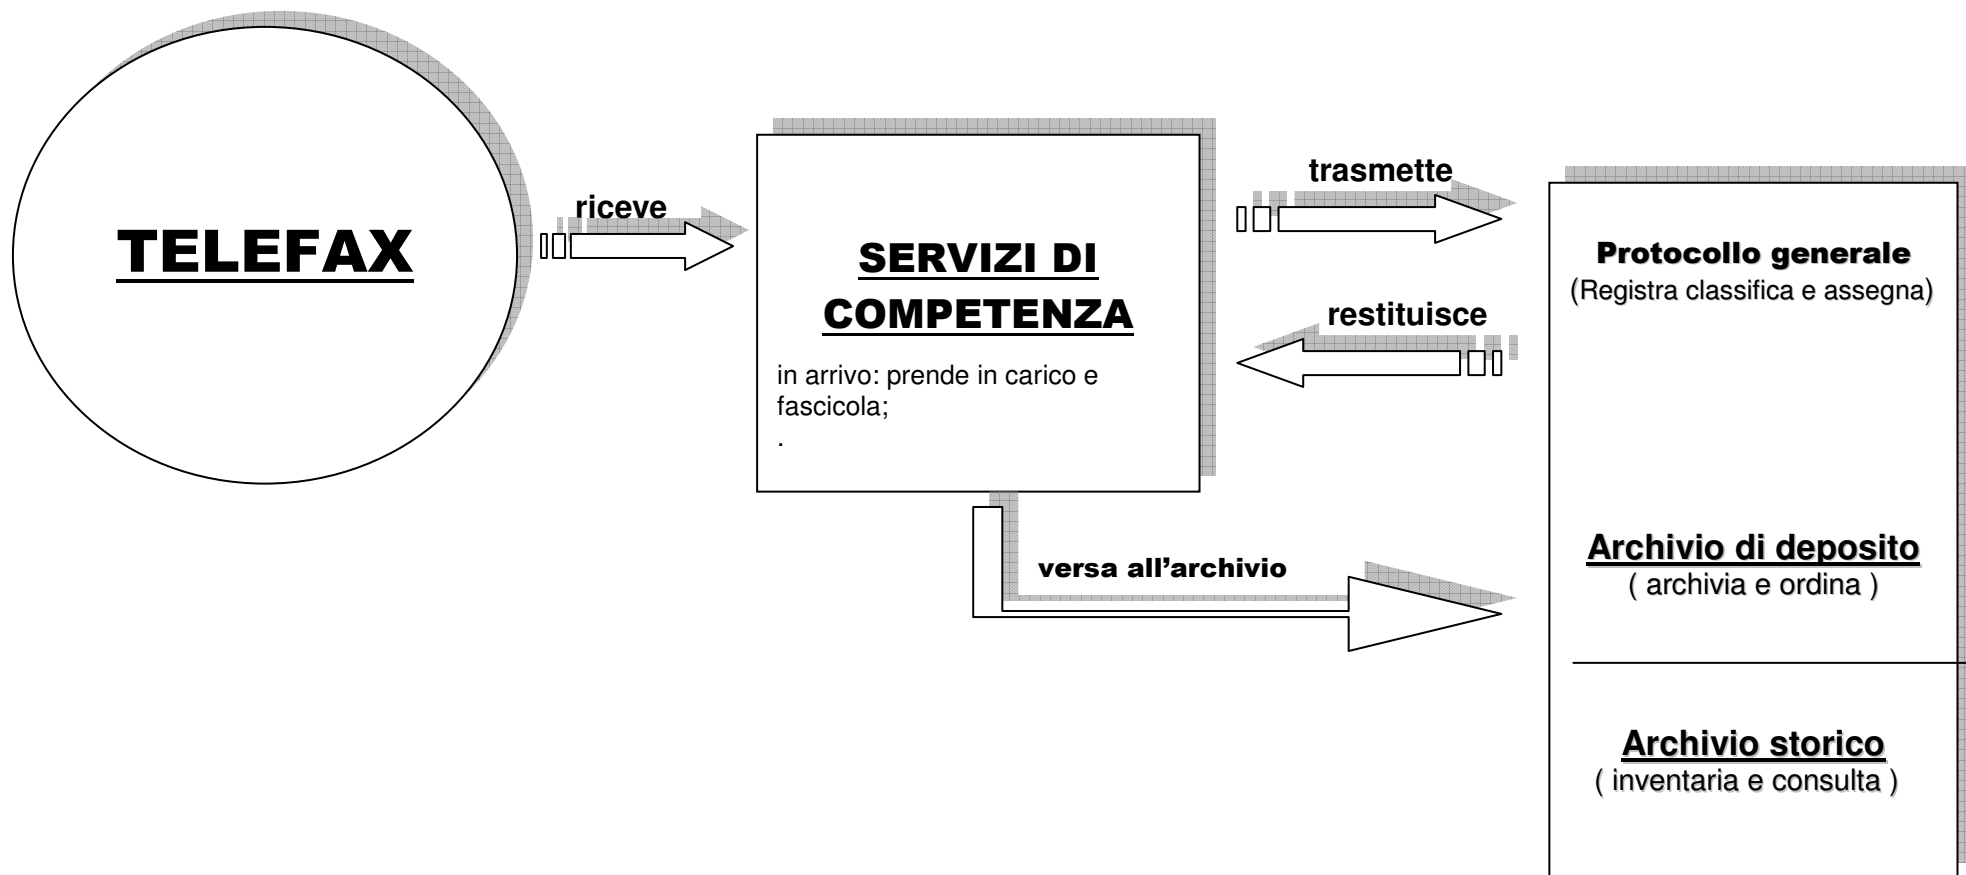 TELEFAX
riceve
SERVIZI DI
COMPETENZA
in arrivo: prende in carico e
fascicola;
.
trasmette
restituisce
versa all’archivio
Protocollo generale
(Registra classifica e assegna)
Archivio di deposito
( archivia e ordina )
Archivio storico
( inventaria e consulta )